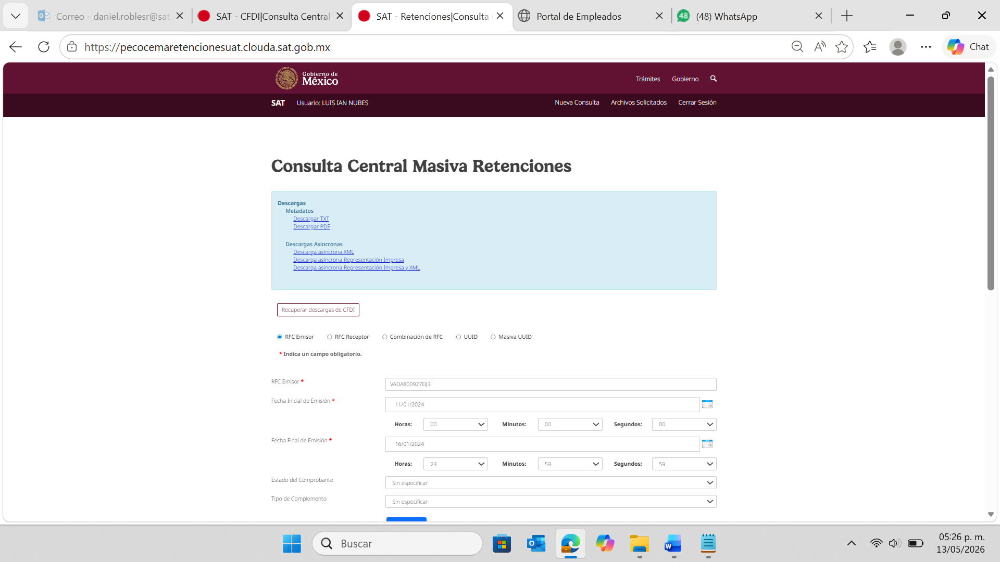 Correo - daniel.roblesr@sat.
SAT - CFDI|Consulta Central
SAT - Retenciones|Consulta
Portal de Empleados
48
(48) WhatsApp
https://pecocemaretencionesuat.clouda.sat.gob.mx
Chat
Gobierno de
México
Trámites
Gobierno
SAT
Usuario: LUIS IAN NUBES
Nueva Consulta
Archivos Solicitados
Cerrar Sesión
Consulta Central Masiva Retenciones
Descargas
Metadatos
Descargar TXT
Descargar PDF
Descargas Asincronas
Descarga asíncrona XML
Descarga asíncrona Representación Impresa
Descarga asíncrona Representación Impresa y XML
Recuperar descargas de CFDI
RFC Emisor
RFC Receptor
Combinación de RFC
UUID
Masiva UUID
* Indica un campo obligatorio.
RFC Emisor *
VADA800927DJ3
Fecha Inicial de Emisión *
11/01/2024
Horas: 00 Minutos: 00 Segundos: 00
Fecha Final de Emisión *
16/01/2024
Horas: 23 Minutos: 59 Segundos: 59
Estado del Comprobante
Sin especificar
Tipo de Complemento
Sin especificar
Buscar
05:26 p. m.
13/05/2026